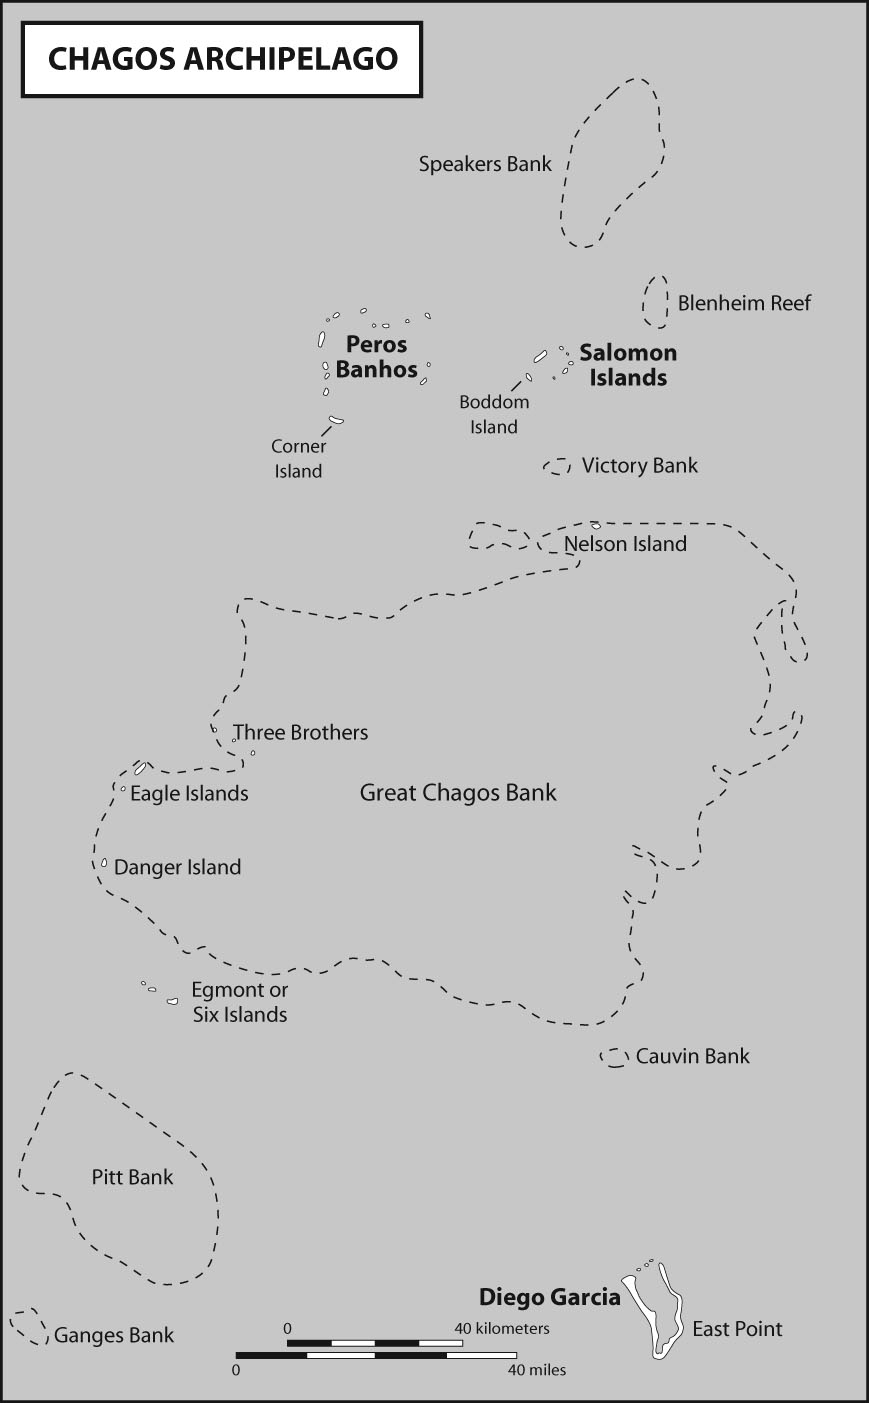 CHAGOS ARCHIPELAGO
Speakers Bank
Blenheim Reef
Peros
Banhos
Salomon
Islands
Boddom
Island
Corner
Island
Victory Bank
Nelson Island
Three Brothers
Great Chagos Bank
Eagle Islands
Danger Island
Egmont or
Six Islands
Cauvin Bank
Pitt Bank
Diego Garcia
East Point
Ganges Bank
0 40 kilometers
0 40 miles